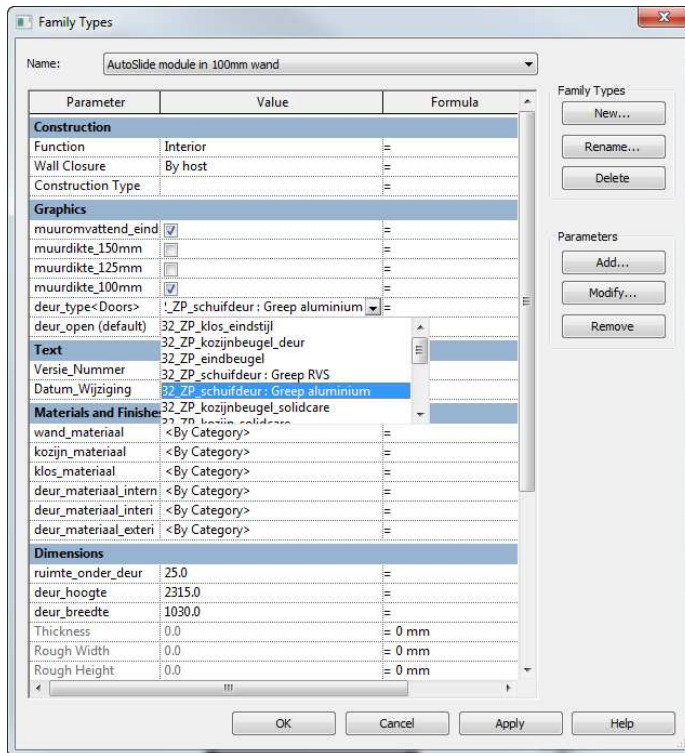 Family Types
Name: AutoSlide module in 100mm wand
Parameter Value Formula
Construction
Function Interior =
Wall Closure By host =
Construction Type =
Graphics
muuromvattend_eind =
muurdikte_150mm =
muurdikte_125mm =
muurdikte_100mm =
deur_type<Doors> _ZP_schuifdeur : Greep aluminium =
deur_open (default)
32_ZP_klos_eindstijl
32_ZP_kozijnbeugel_deur
Text
32_ZP_eindbeugel
Versie_Nummer
32_ZP_schuifdeur : Greep RVS
Datum_Wijziging
32_ZP_schuifdeur : Greep aluminium
Materials and Finishe
32_ZP_kozijnbeugel_solidcare
32_ZP_kozijn_solidcare
wand_materiaal <By Category> =
kozijn_materiaal <By Category> =
klos_materiaal <By Category> =
deur_materiaal_intern <By Category> =
deur_materiaal_interi <By Category> =
deur_materiaal_exteri <By Category> =
Dimensions
ruimte_onder_deur 25.0 =
deur_hoogte 2315.0 =
deur_breedte 1030.0 =
Thickness 0.0 = 0 mm
Rough Width 0.0 = 0 mm
Rough Height 0.0 = 0 mm
Family Types
New...
Rename...
Delete
Parameters
Add...
Modify...
Remove
OK Cancel Apply Help